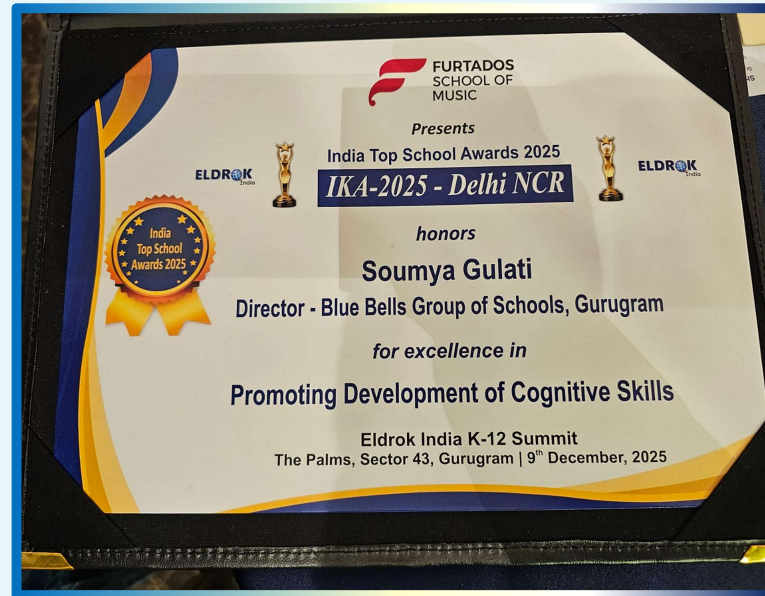 FURTADOS
SCHOOL OF
MUSIC
Presents
India Top School Awards 2025
IKA-2025 - Delhi NCR
ELDROK
India
ELDROK
India
India
Top School
Awards 2025
honors
Soumya Gulati
Director - Blue Bells Group of Schools, Gurugram
for excellence in
Promoting Development of Cognitive Skills
Eldrok India K-12 Summit
The Palms, Sector 43, Gurugram | 9th December, 2025